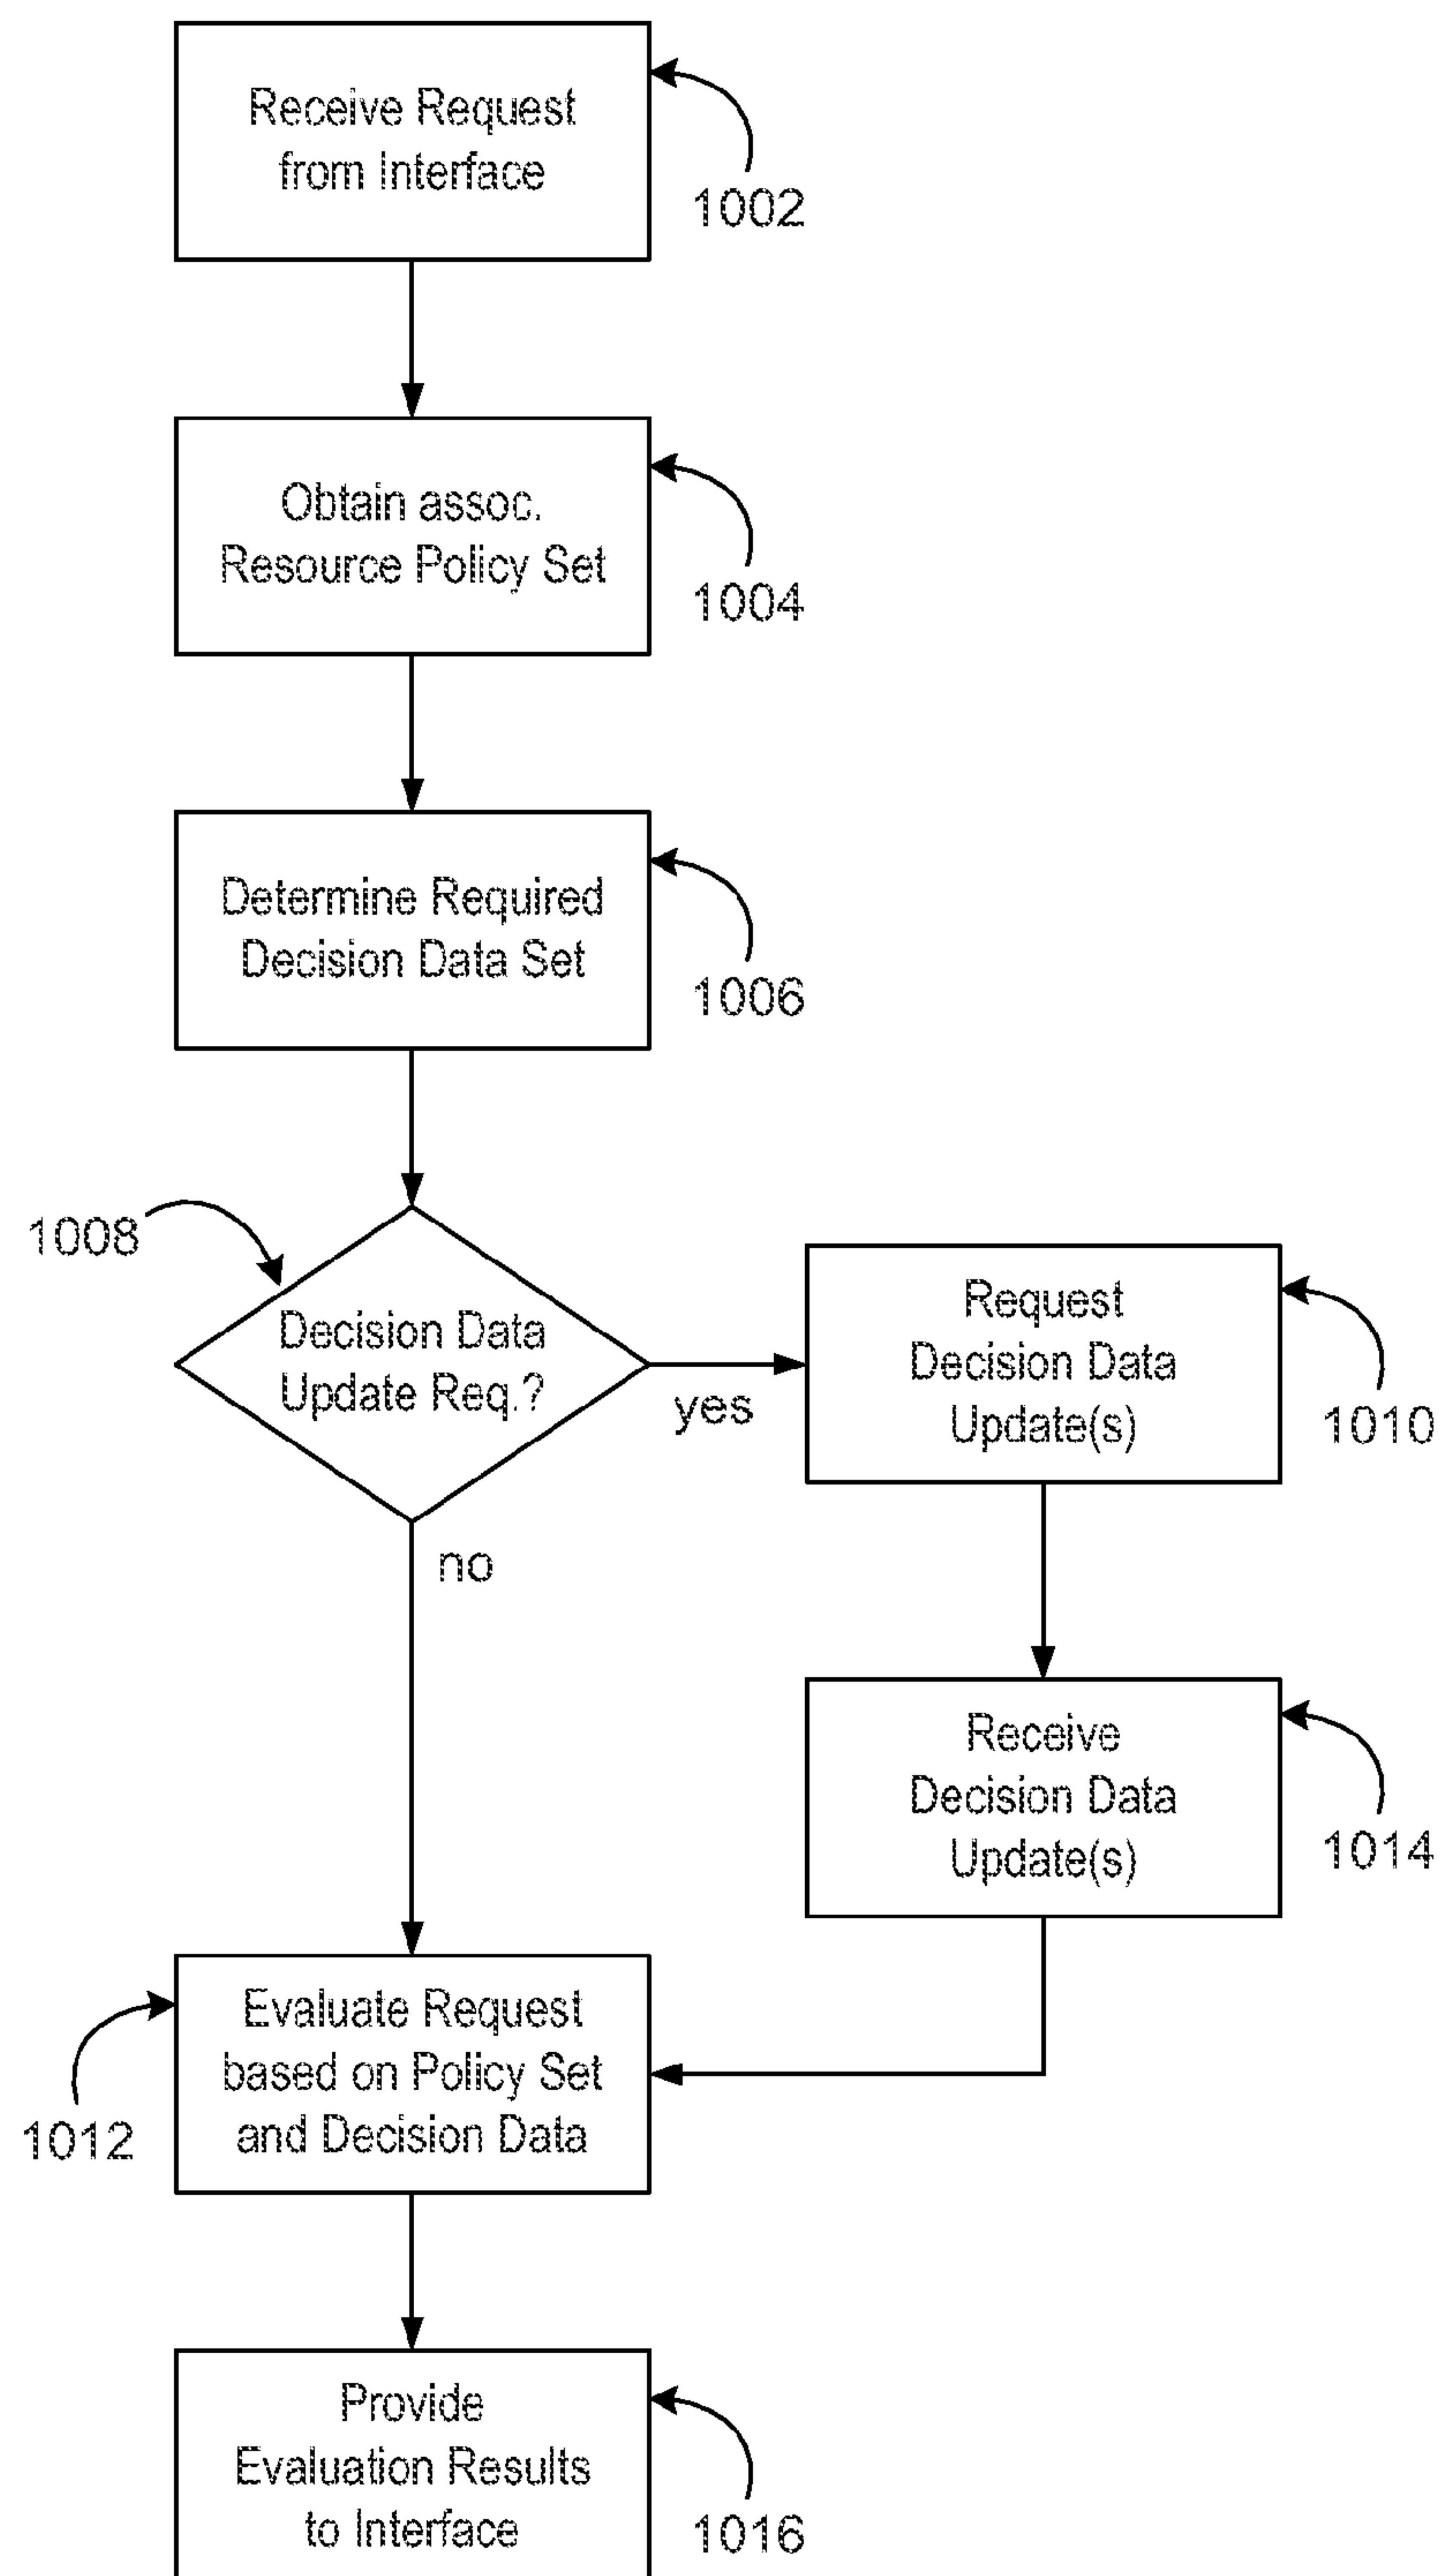 Receive Request
from Interface
1002
Obtain assoc.
Resource Policy Set
1004
Determine Required
Decision Data Set
1006
1008
Decision Data
Update Req.?
yes
no
Request
Decision Data
Update(s)
1010
Receive
Decision Data
Update(s)
1014
Evaluate Request
based on Policy Set
and Decision Data
1012
Provide
Evaluation Results
to Interface
1016